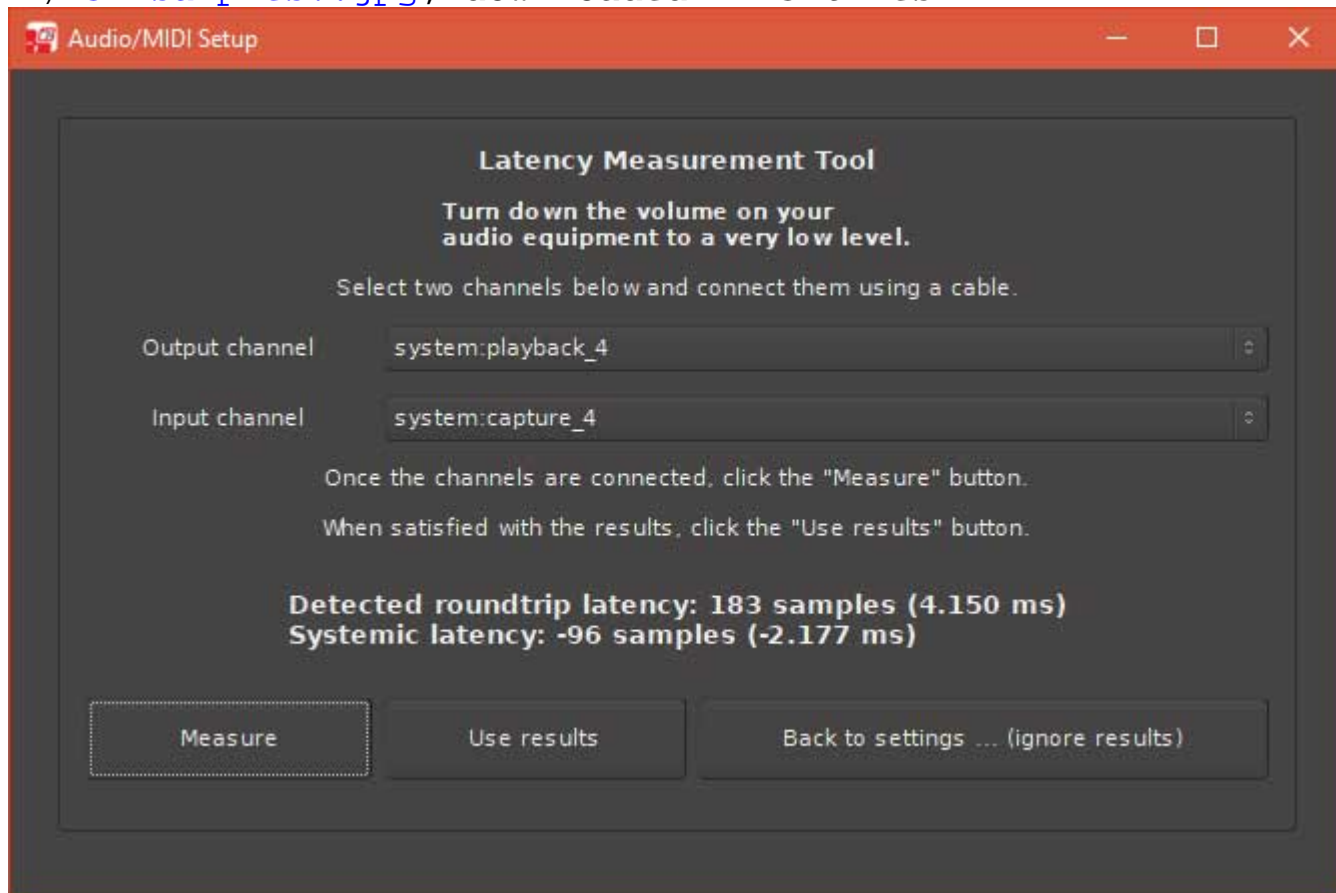 Audio/MIDI Setup
Latency Measurement Tool
Turn down the volume on your
audio equipment to a very low level.
Select two channels below and connect them using a cable.
Output channel system:playback_4
Input channel system:capture_4
Once the channels are connected, click the "Measure" button.
When satisfied with the results, click the "Use results" button.
Detected roundtrip latency: 183 samples (4.150 ms)
Systemic latency: -96 samples (-2.177 ms)
Measure Use results Back to settings ... (ignore results)